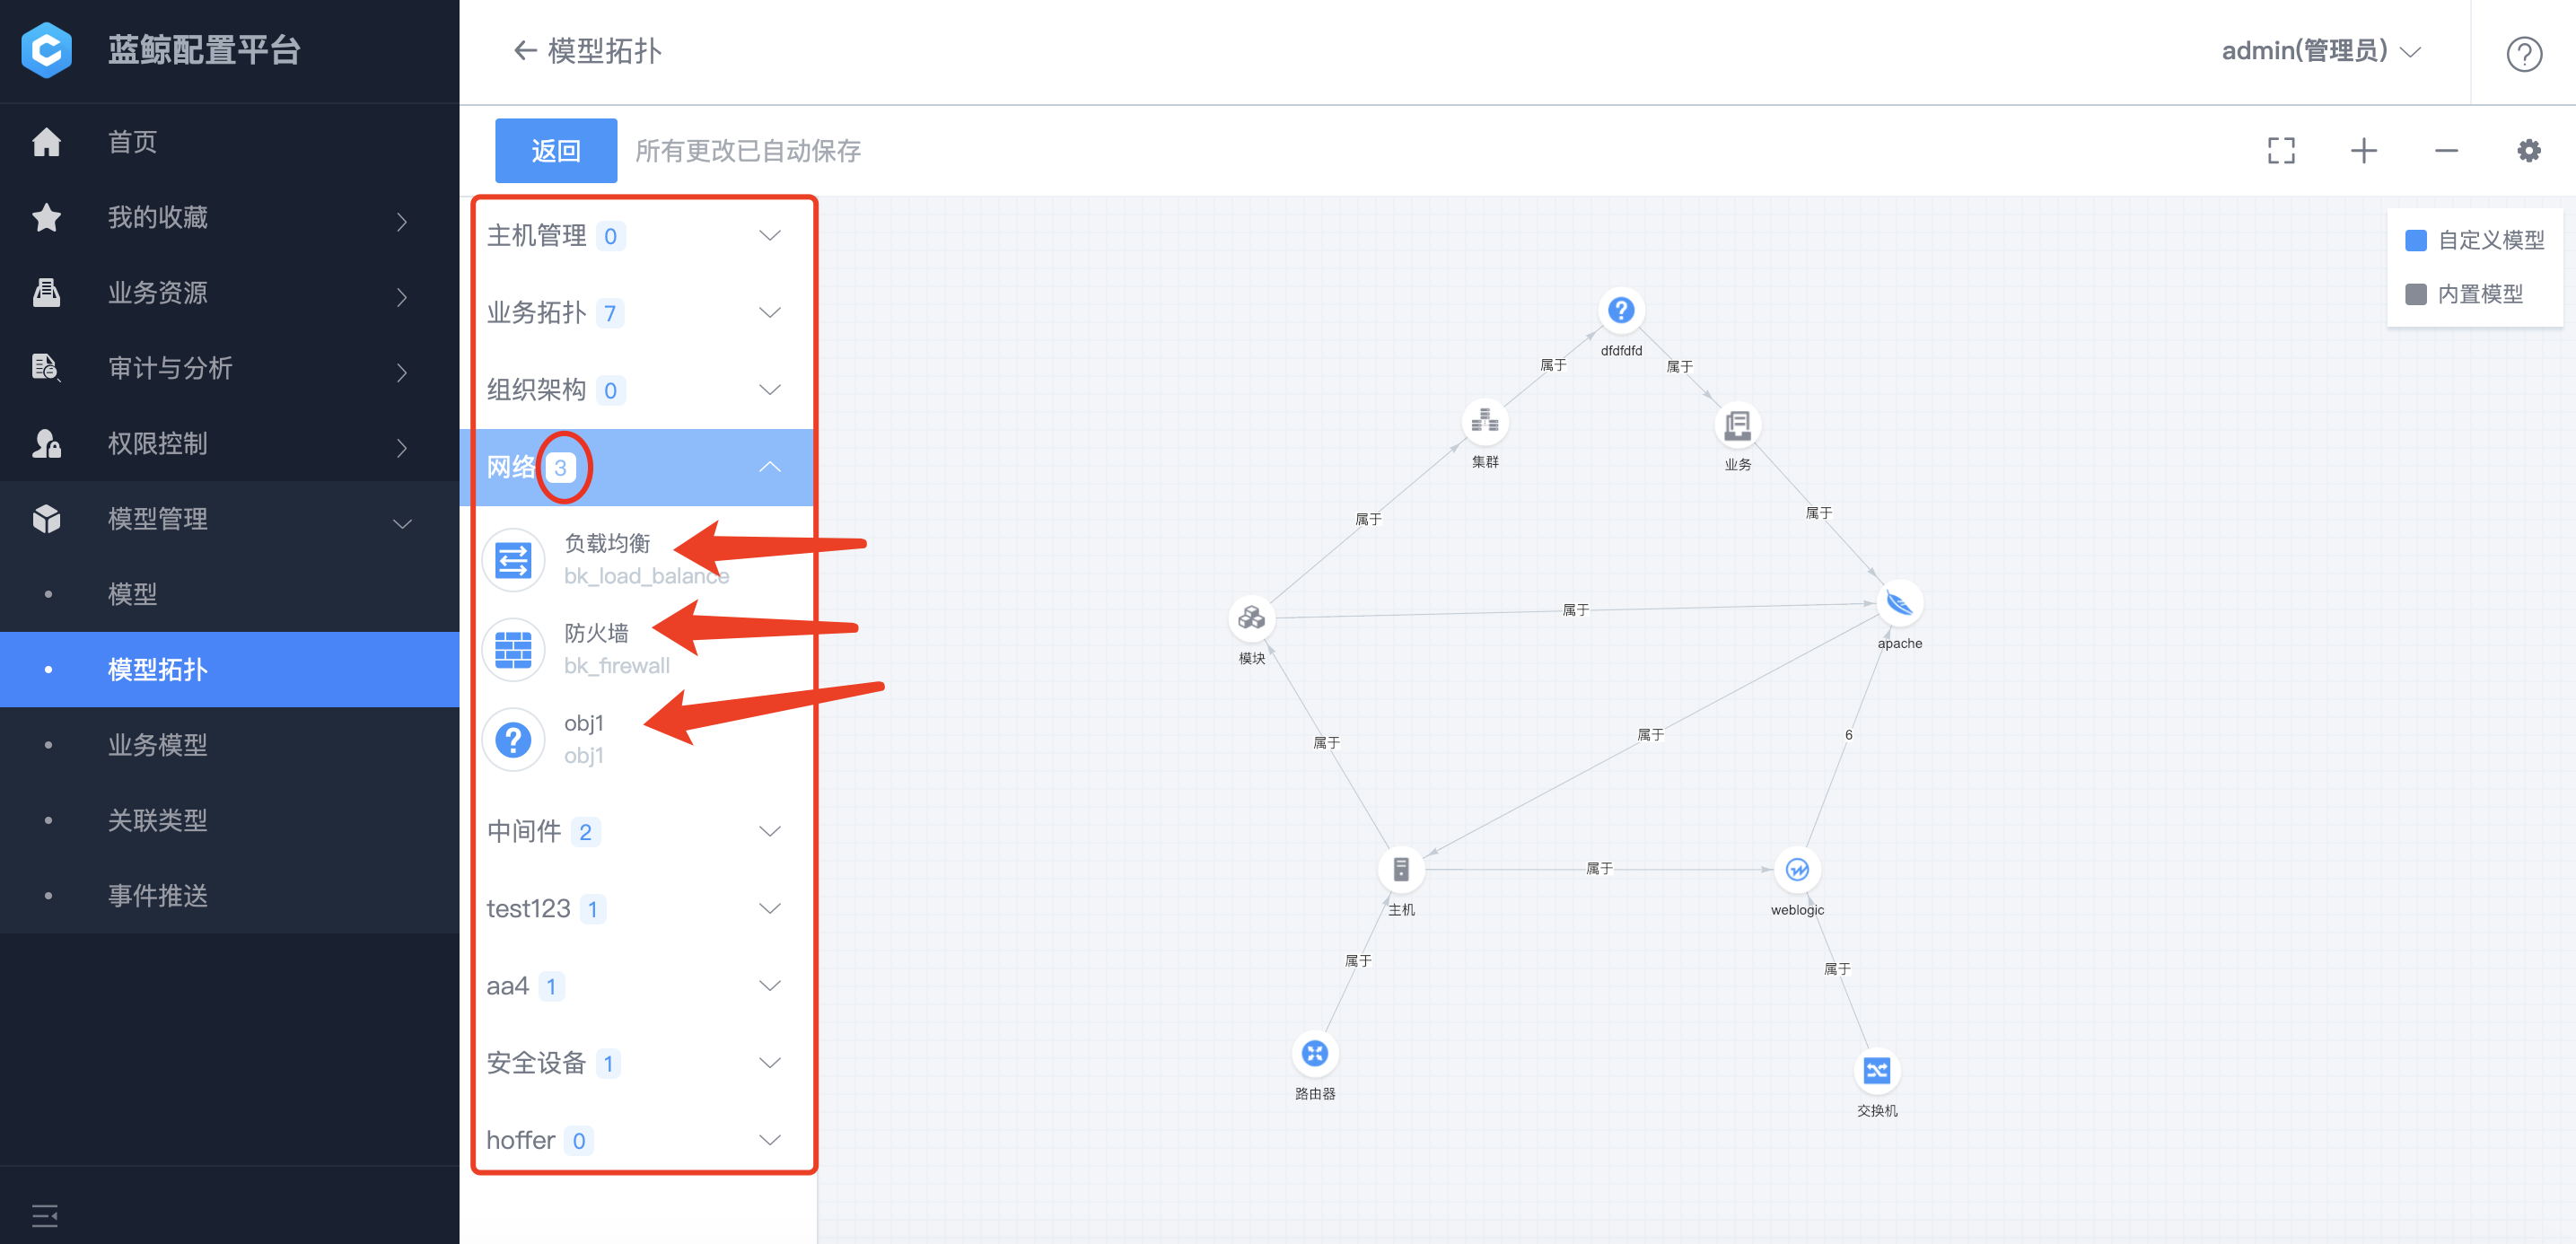 蓝鲸配置平台
首页
我的收藏
业务资源
审计与分析
权限控制
模型管理
模型
模型拓扑
业务模型
关联类型
事件推送
模型拓扑
admin(管理员)
返回 所有更改已自动保存
主机管理 0
业务拓扑 7
组织架构 0
网络 3
负载均衡
bk_load_balance
防火墙
bk_firewall
obj1
obj1
中间件 2
test123 1
aa4 1
安全设备 1
hoffer 0
自定义模型
内置模型
dfdfdfd
属于
属于
集群
业务
属于
属于
属于
模块
apache
属于
属于
6
属于
主机
weblogic
属于
属于
路由器
交换机